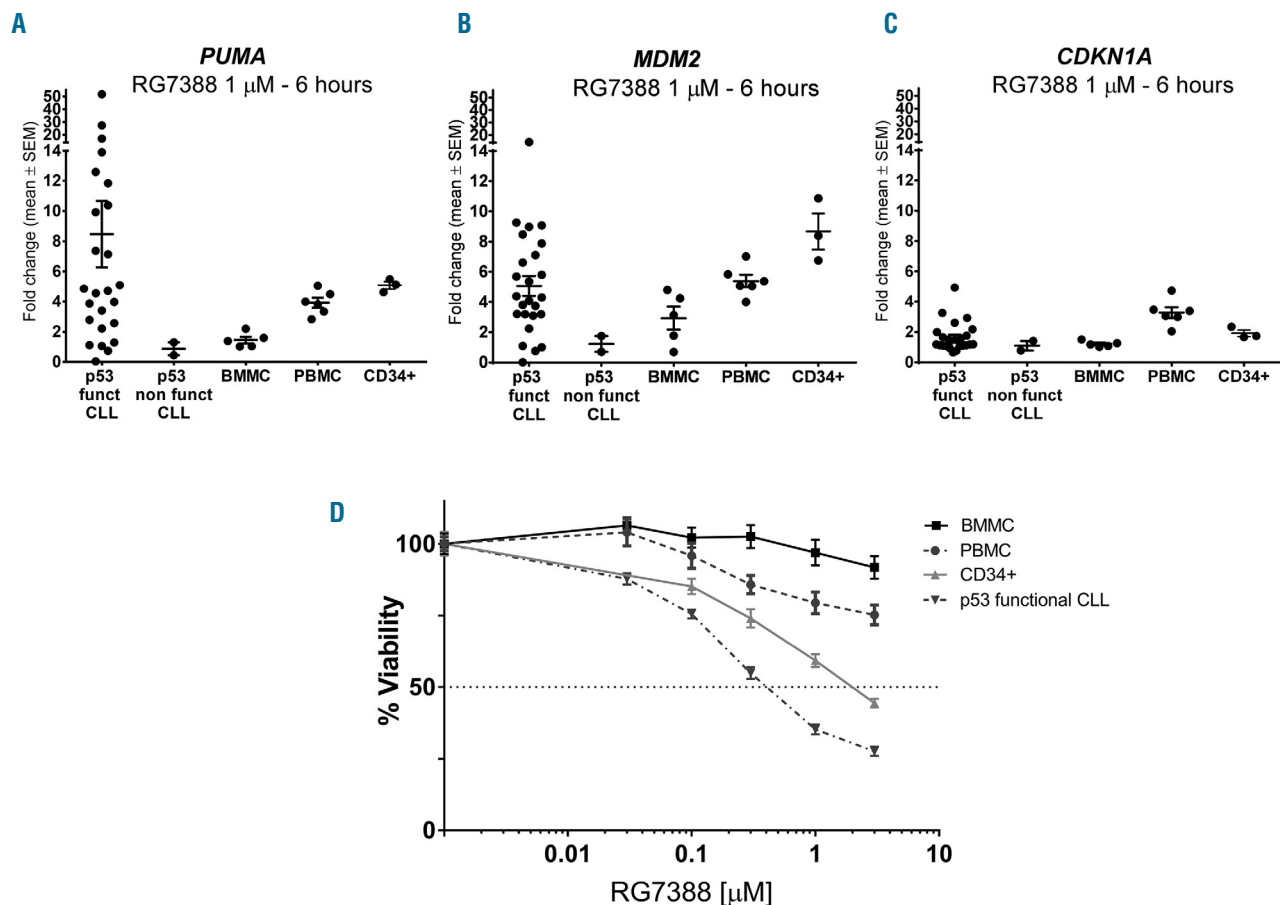 A
PUMA
RG7388 1 μM - 6 hours
Fold change (mean ± SEM)
50
40
30
20
14
12
10
8
6
4
2
0
p53 funct CLL
p53 non funct CLL
BMMC
PBMC
CD34+
B
MDM2
RG7388 1 μM - 6 hours
Fold change (mean ± SEM)
50
40
30
20
14
12
10
8
6
4
2
0
p53 funct CLL
p53 non funct CLL
BMMC
PBMC
CD34+
C
CDKN1A
RG7388 1 μM - 6 hours
Fold change (mean ± SEM)
50
40
30
20
14
12
10
8
6
4
2
0
p53 funct CLL
p53 non funct CLL
BMMC
PBMC
CD34+
D
% Viability
100
50
0
0.01
0.1
1
10
RG7388 [μM]
BMMC
PBMC
CD34+
p53 functional CLL